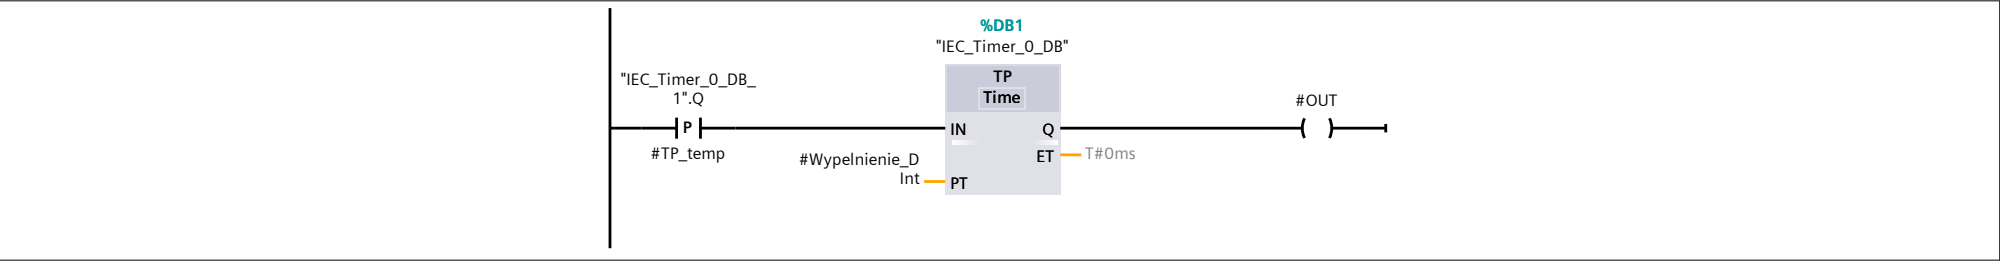 %DB1
"IEC_Timer_0_DB"
"IEC_Timer_0_DB_
1".Q
TP
Time
#OUT
P
IN
Q
#TP_temp
#Wypelnienie_D
Int
ET
T#0ms
PT